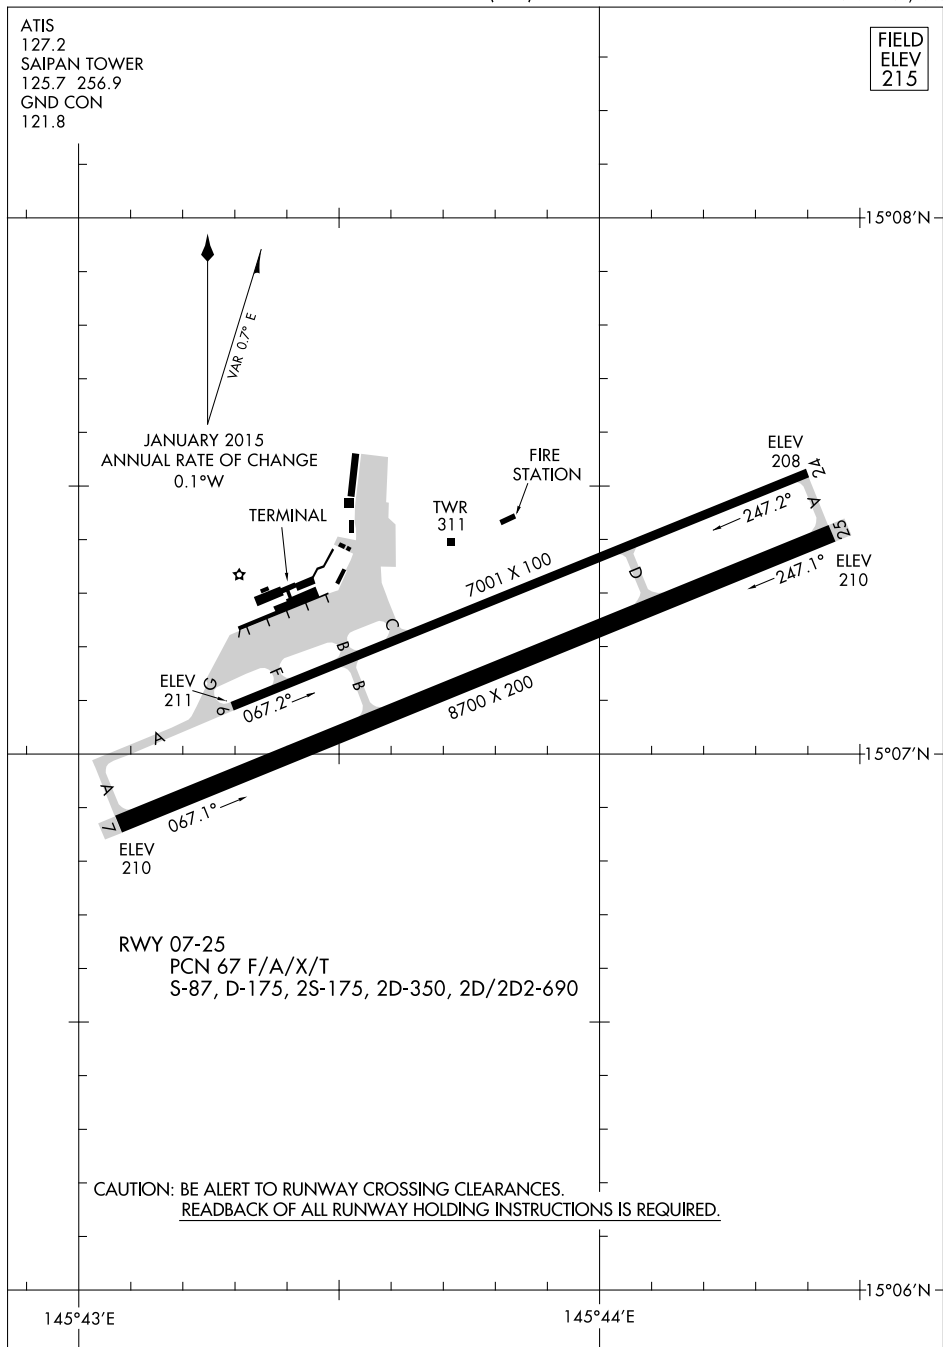 ATIS
127.2
SAIPAN TOWER
125.7 256.9
GND CON
121.8
FIELD
ELEV
215
15°08'N
VAR 0.7° E
JANUARY 2015
ANNUAL RATE OF CHANGE
0.1°W
ELEV
208
24
FIRE
STATION
TERMINAL
TWR
311
247.2°
A
25
ELEV
210
7001 X 100
D
247.1°
C
B
F
G
ELEV
211
6
067.2°
B
8700 X 200
A
15°07'N
A
067.1°
7
ELEV
210
RWY 07-25
PCN 67 F/A/X/T
S-87, D-175, 2S-175, 2D-350, 2D/2D2-690
CAUTION: BE ALERT TO RUNWAY CROSSING CLEARANCES.
READBACK OF ALL RUNWAY HOLDING INSTRUCTIONS IS REQUIRED.
15°06'N
145°43'E
145°44'E